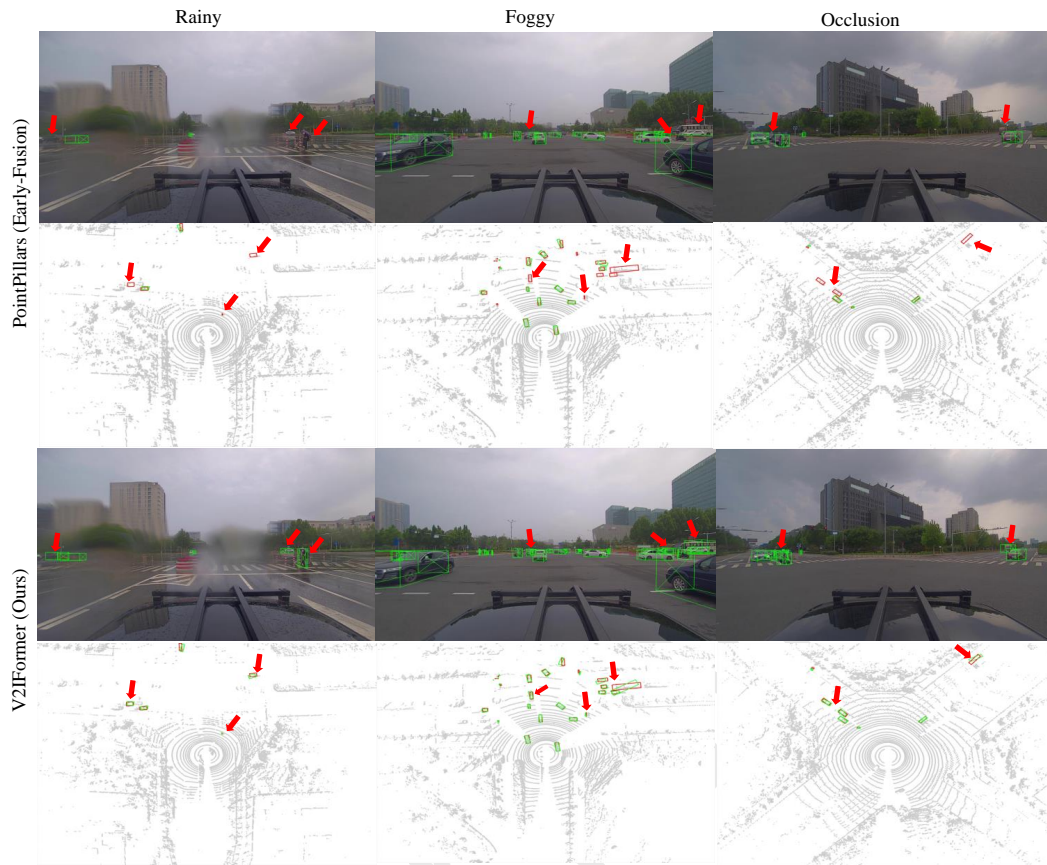 Rainy
Foggy
Occlusion
PointPillars (Early-Fusion)
V2IFormer (Ours)